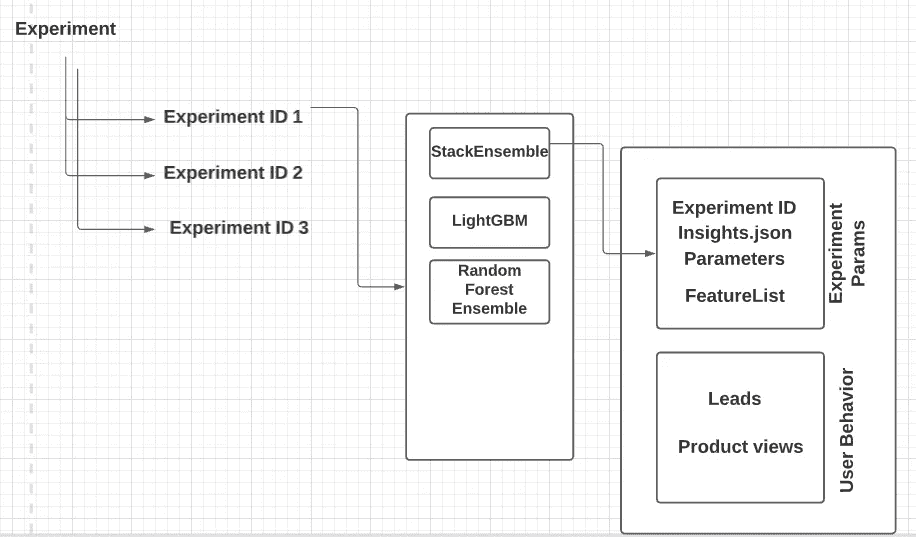 Experiment
Experiment ID 1
Experiment ID 2
Experiment ID 3
StackEnsemble
LightGBM
Random
Forest
Ensemble
Experiment ID
Insights.json
Parameters
FeatureList
Experiment
Params
Leads
Product views
User Behavior